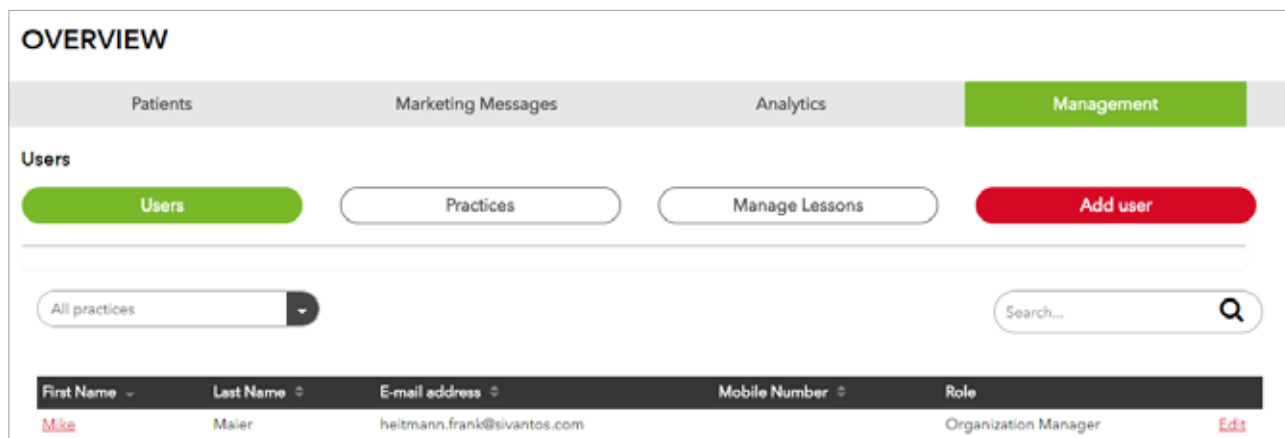 OVERVIEW
Patients Marketing Messages Analytics Management
Users
Users Practices Manage Lessons Add user
All practices Search...
First Name Last Name E-mail address Mobile Number Role
Mike Maier heitmann.frank@sivantos.com Organization Manager Edit